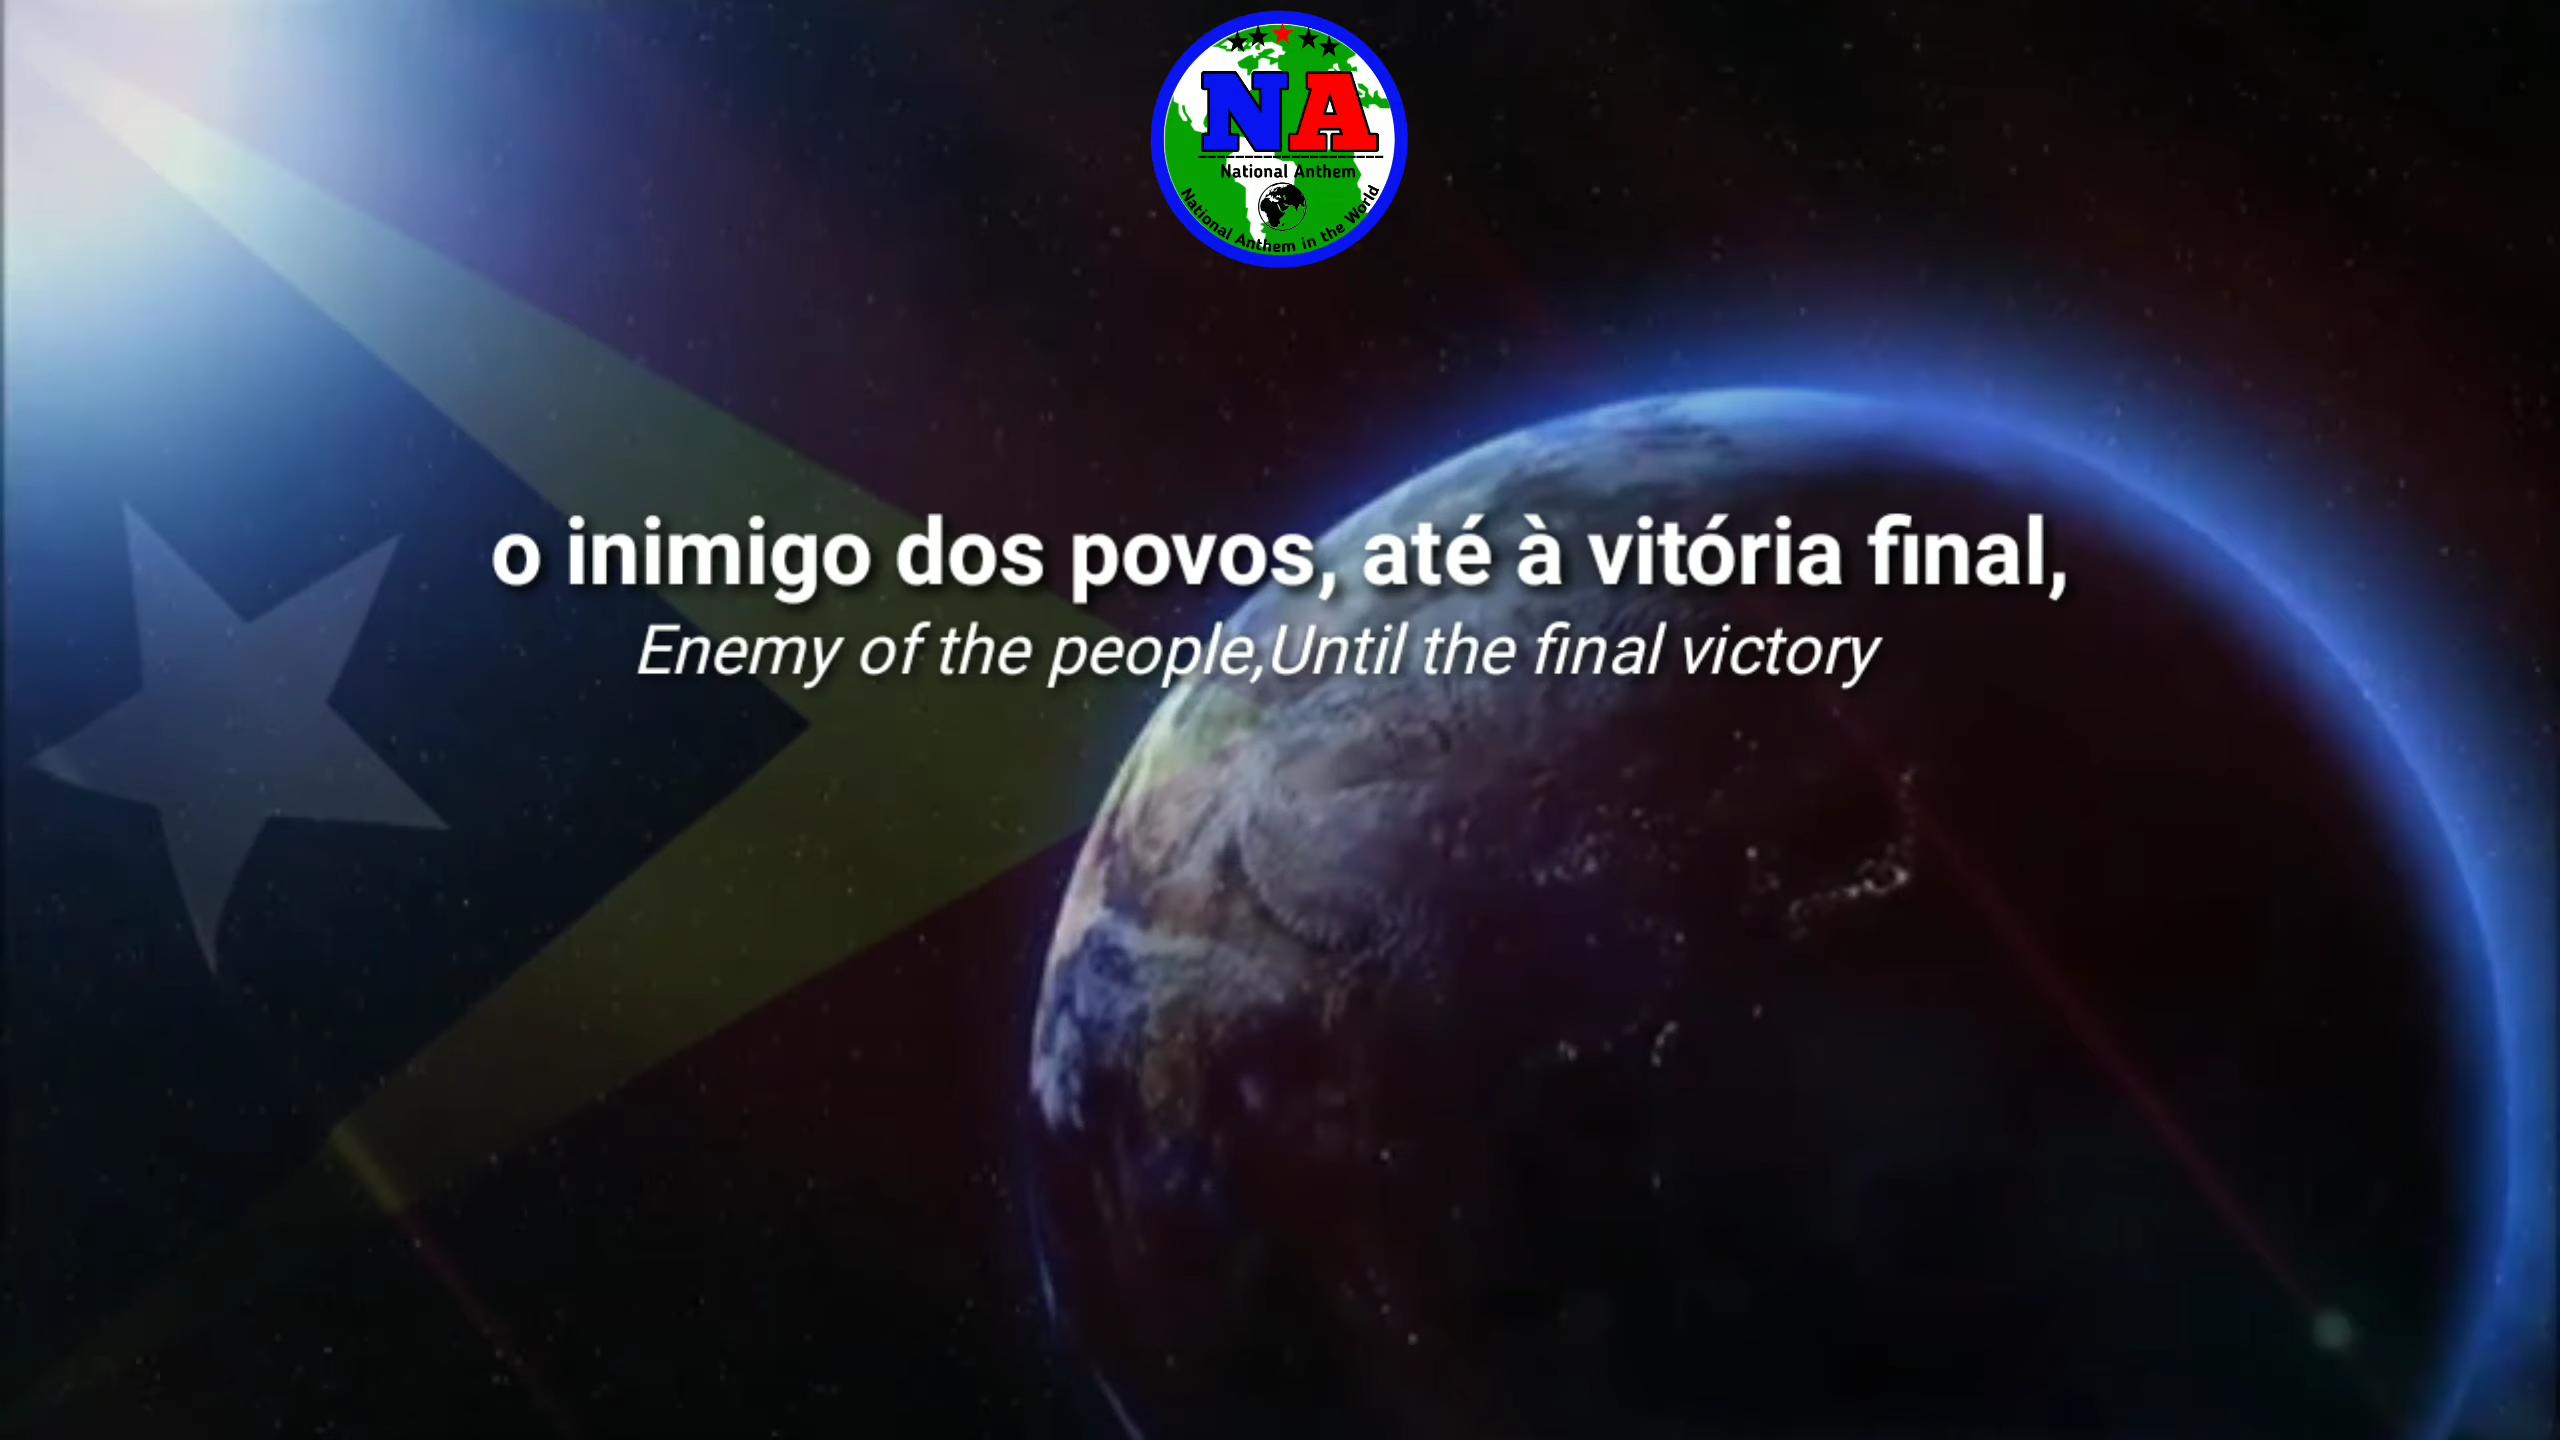 NA
National Anthem
National Anthem in the World
o inimigo dos povos, até à vitória final,
Enemy of the people,Until the final victory